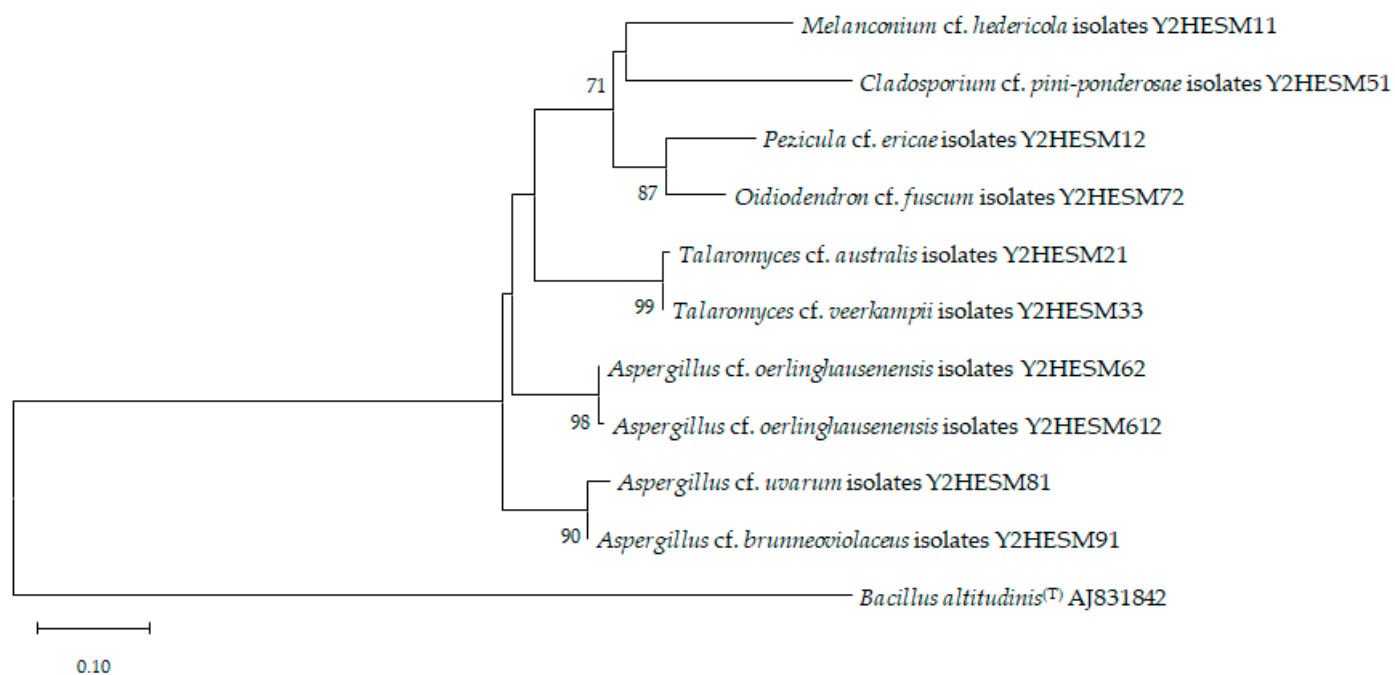 Melanconium cf. hedericola isolates Y2HESM11
71
Cladosporium cf. pini-ponderosae isolates Y2HESM51
Pezicula cf. ericae isolates Y2HESM12
87
Oidiodendron cf. fuscum isolates Y2HESM72
Talaromyces cf. australis isolates Y2HESM21
99
Talaromyces cf. veerkampii isolates Y2HESM33
Aspergillus cf. oerlinghausenensis isolates Y2HESM62
98
Aspergillus cf. oerlinghausenensis isolates Y2HESM612
Aspergillus cf. uvarum isolates Y2HESM81
90
Aspergillus cf. brunneoviolaceus isolates Y2HESM91
Bacillus altitudinis(T) AJ831842
0.10